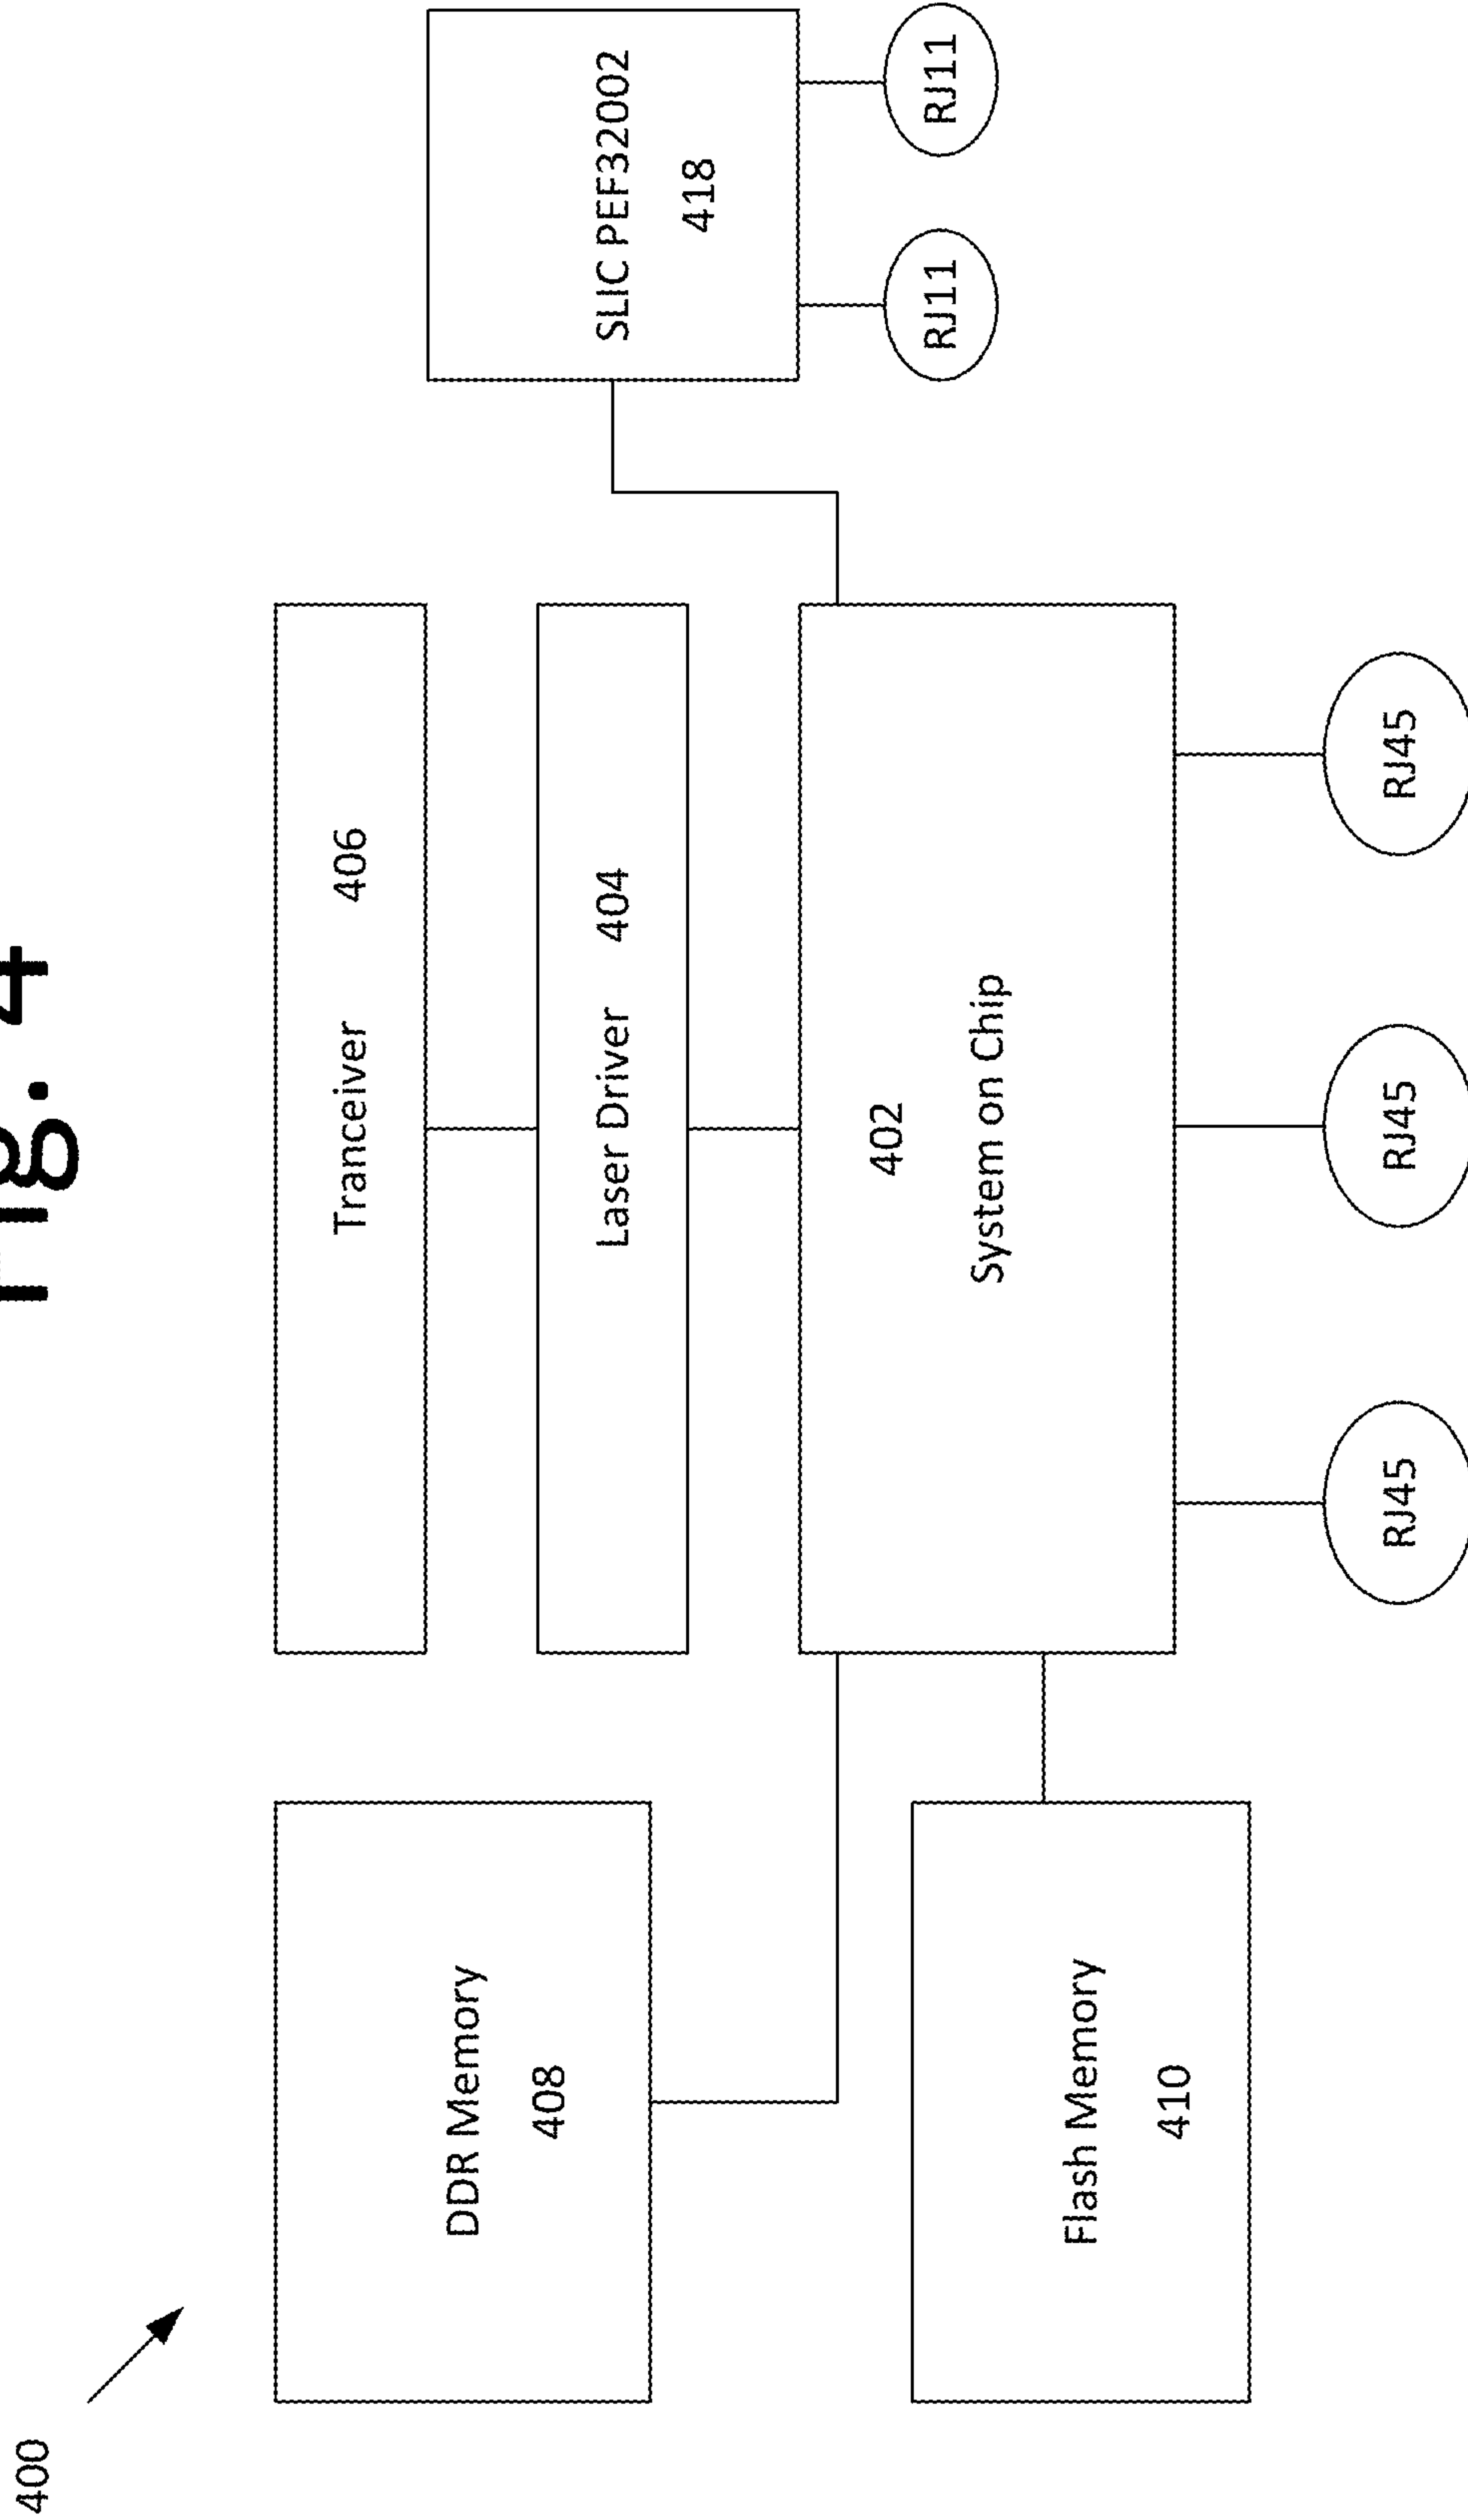 Fig. 4
400
Tranceiver 406
DDR Memory
408
Laser Driver 404
SLIC PEF32002
418
402
System on Chip
RJ11
RJ11
Flash Memory
410
RJ45
RJ45
RJ45